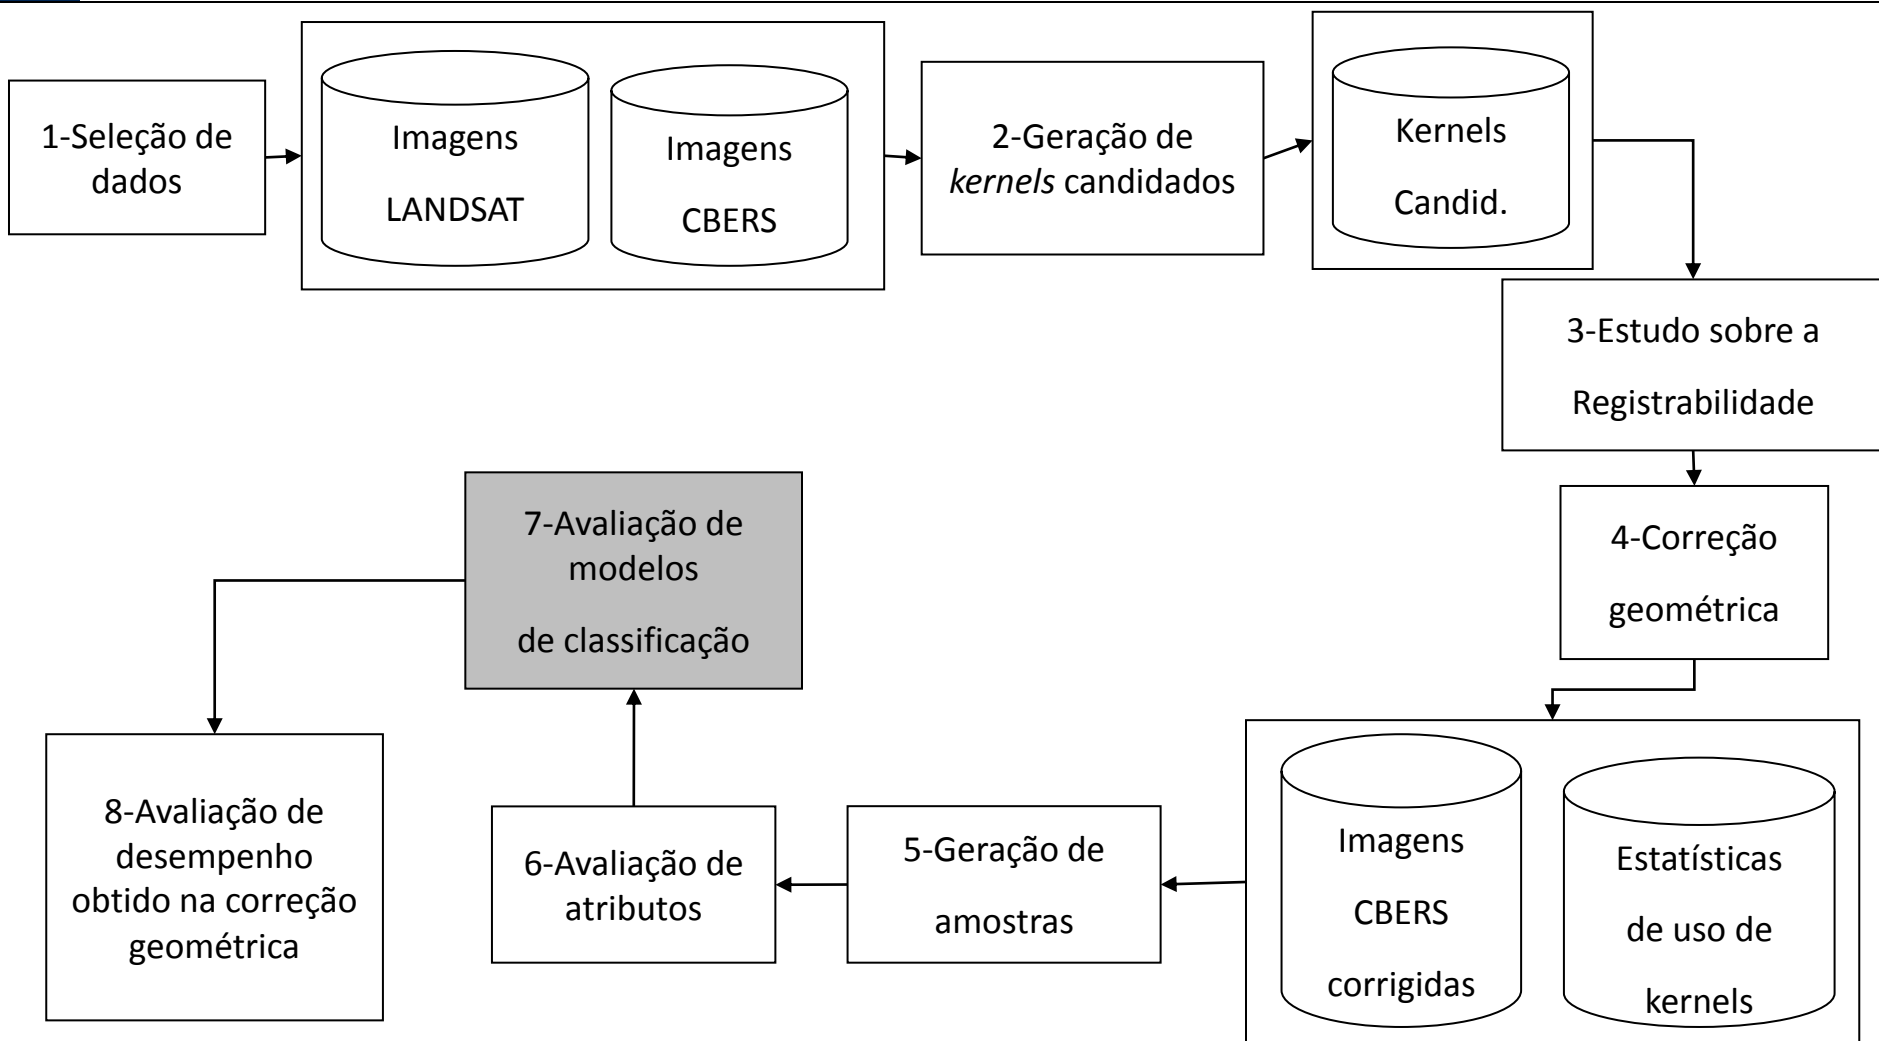 1-Seleção de
dados
Imagens
LANDSAT
Imagens
CBERS
2-Geração de
kernels candidados
Kernels
Candid.
3-Estudo sobre a
Registrabilidade
4-Correção
geométrica
Imagens
CBERS
corrigidas
Estatísticas
de uso de
kernels
5-Geração de
amostras
6-Avaliação de
atributos
7-Avaliação de
modelos
de classificação
8-Avaliação de
desempenho
obtido na correção
geométrica